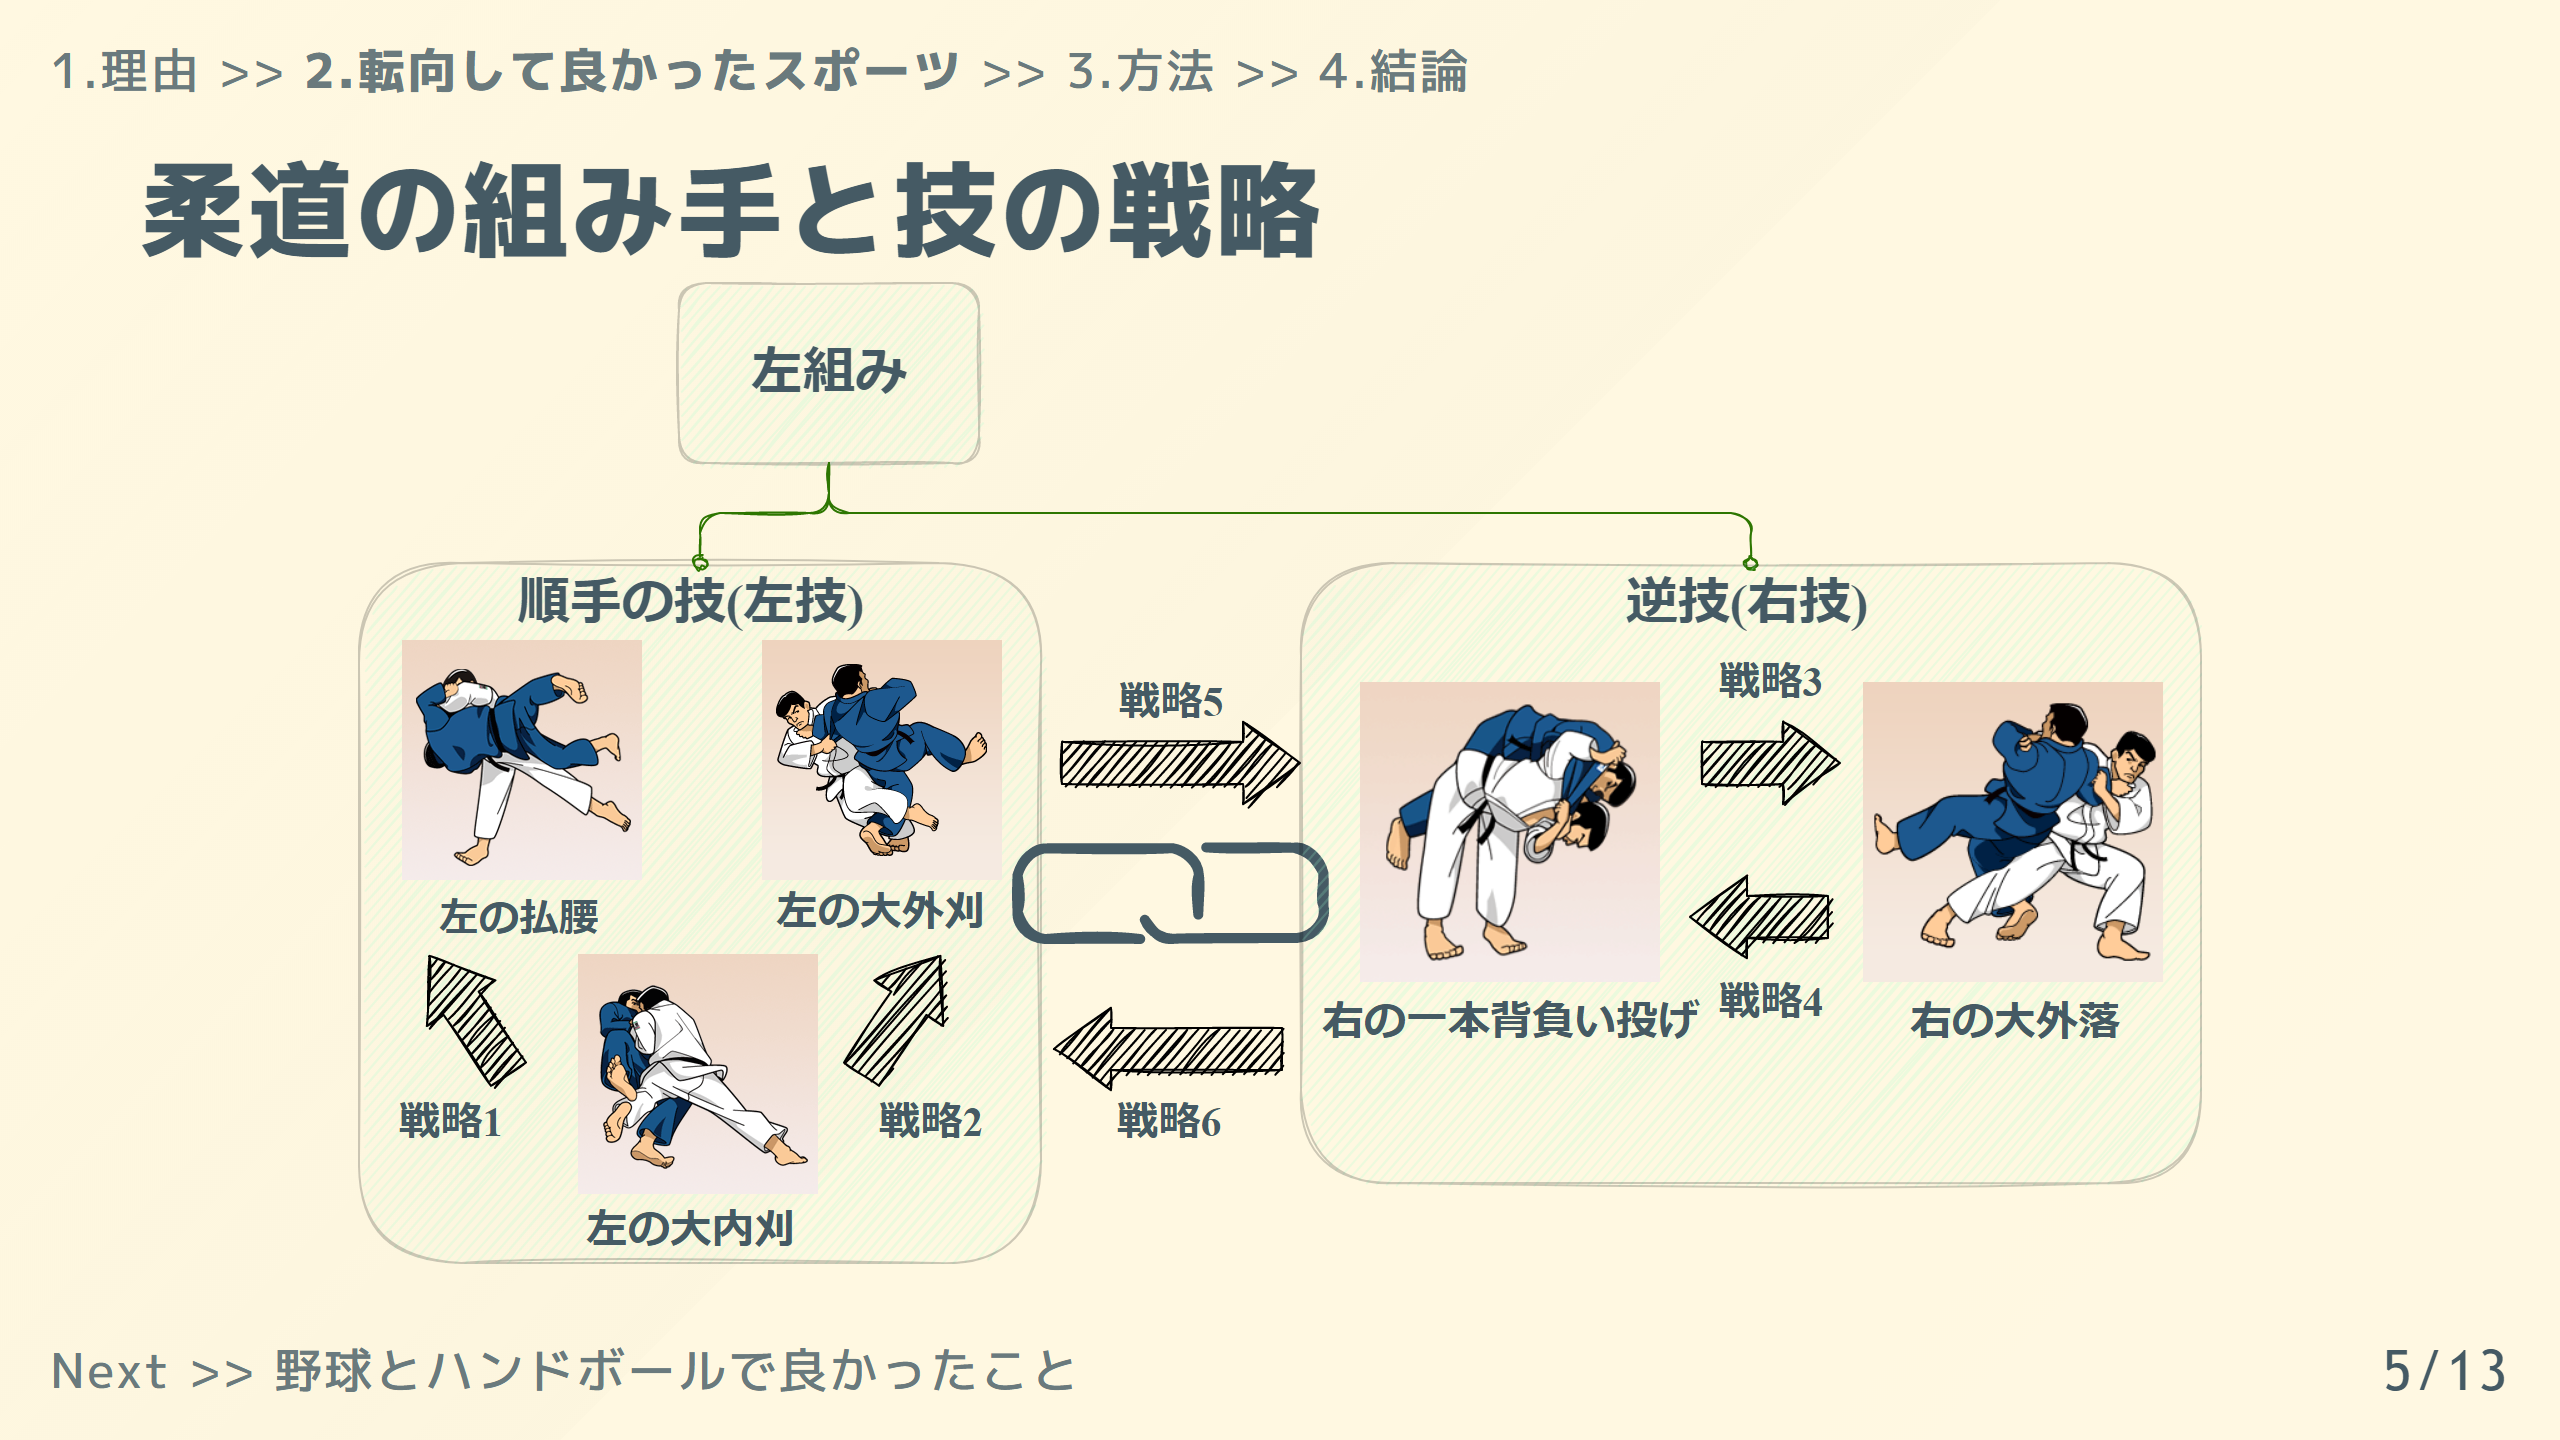 1.理由 >> 2.転向して良かったスポーツ >> 3.方法 >> 4.結論
柔道の組み手と技の戦略
左組み
順手の技(左技)
左の払腰
左の大外刈
戦略1
戦略2
左の大内刈
戦略5
戦略6
逆技(右技)
戦略3
戦略4
右の一本背負い投げ
右の大外落
Next >> 野球とハンドボールで良かったこと
5/13